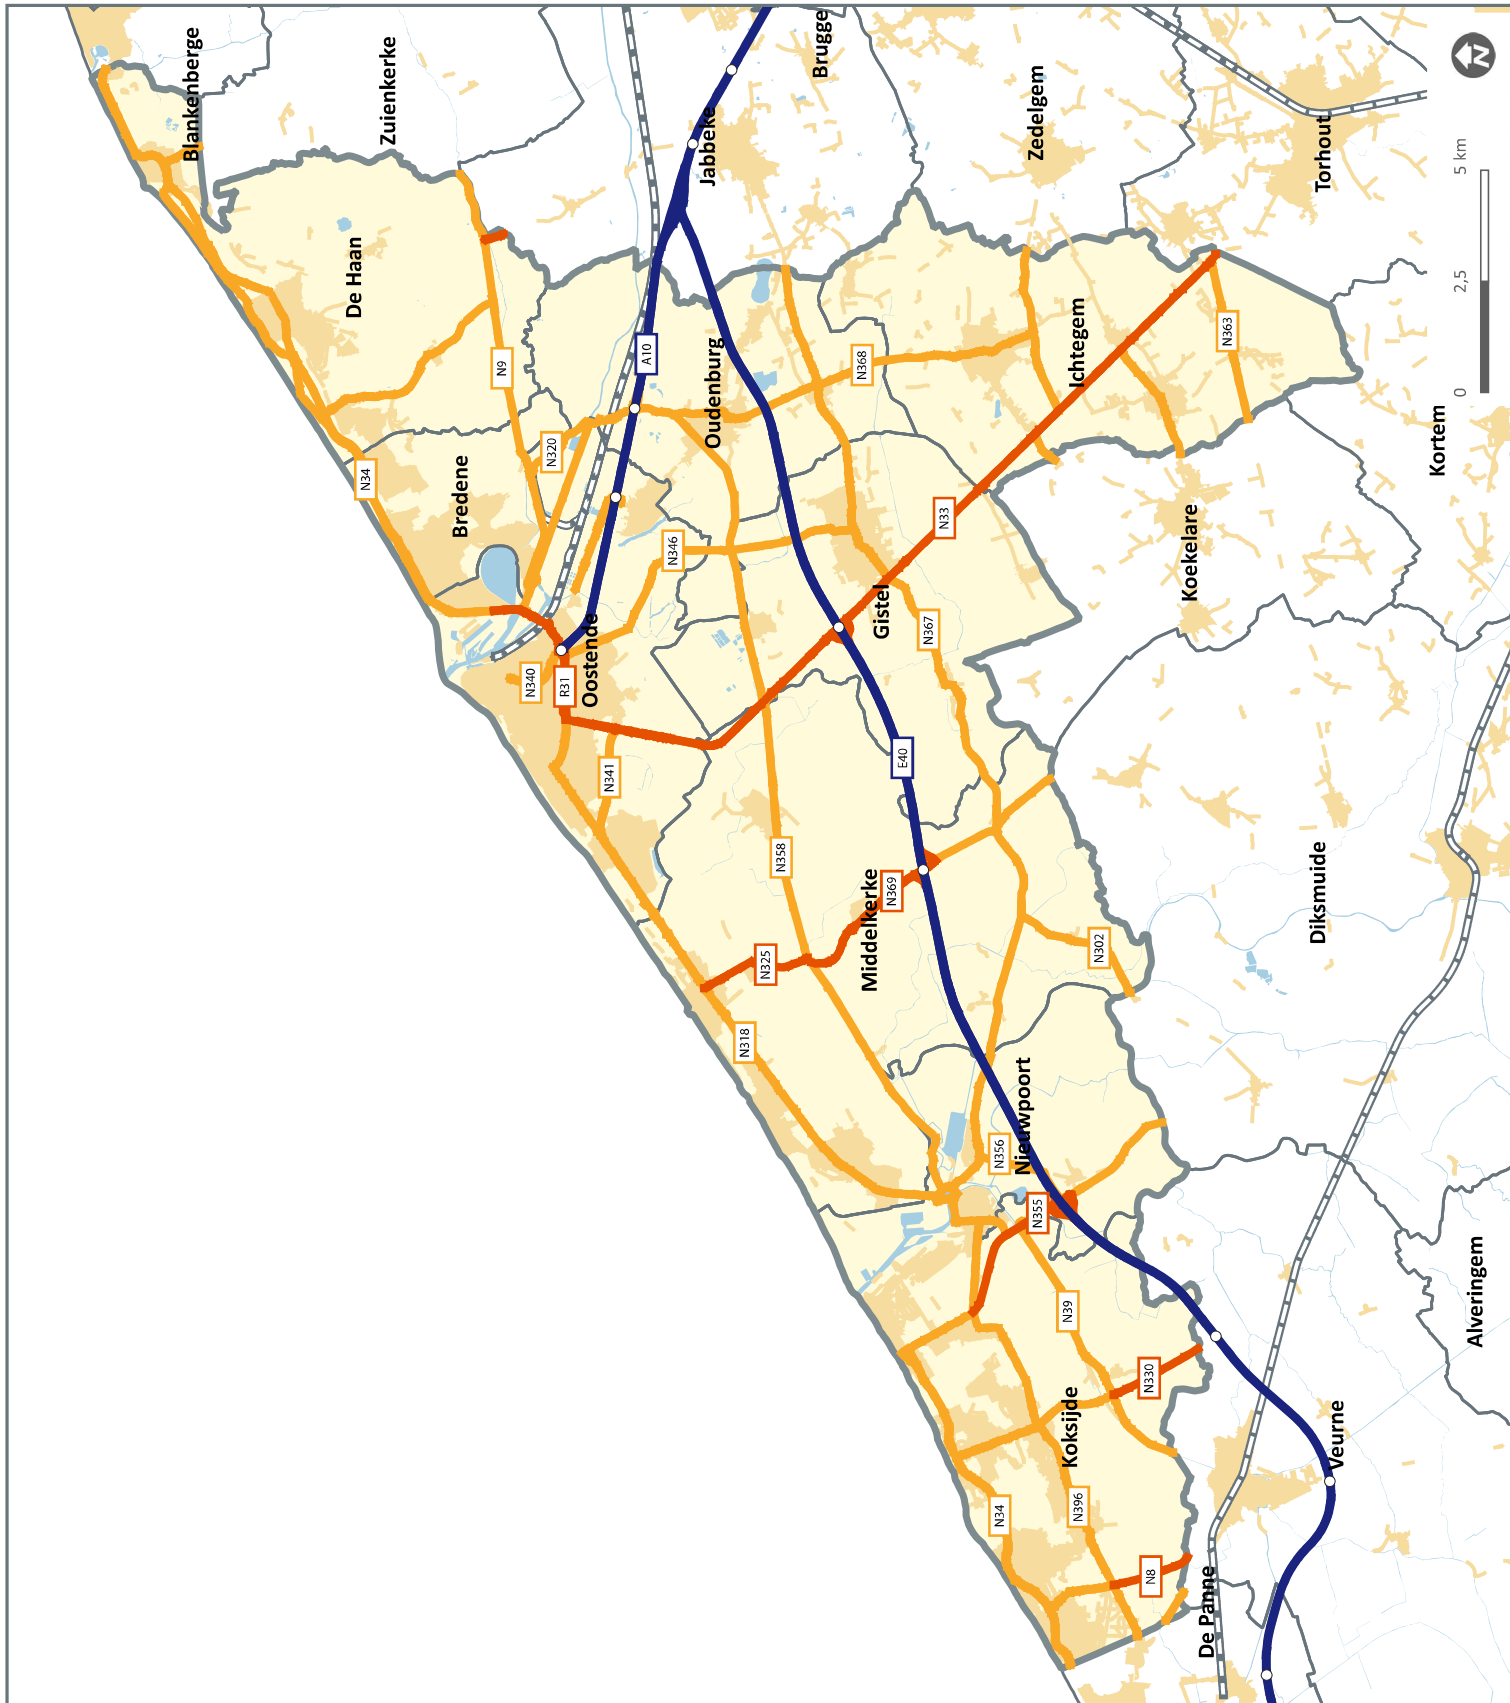 Blankenberge
Zuienkerke
Brugge
Jabbeke
Zedelgem
Torhout
N
De Haan
N9
A10
Oudenburg
N368
Ichtegem
N363
0
2,5
5 km
N34
Bredene
N320
N346
N33
Gistel
N367
Koekelare
Kortem
N340
R31
Oostende
N341
E40
N358
Middelkerke
N369
N325
N302
Diksmuide
N318
Nieuwpoort
N356
N355
N39
N330
Koksijde
Alveringem
Veurne
N34
N396
N8
De Panne